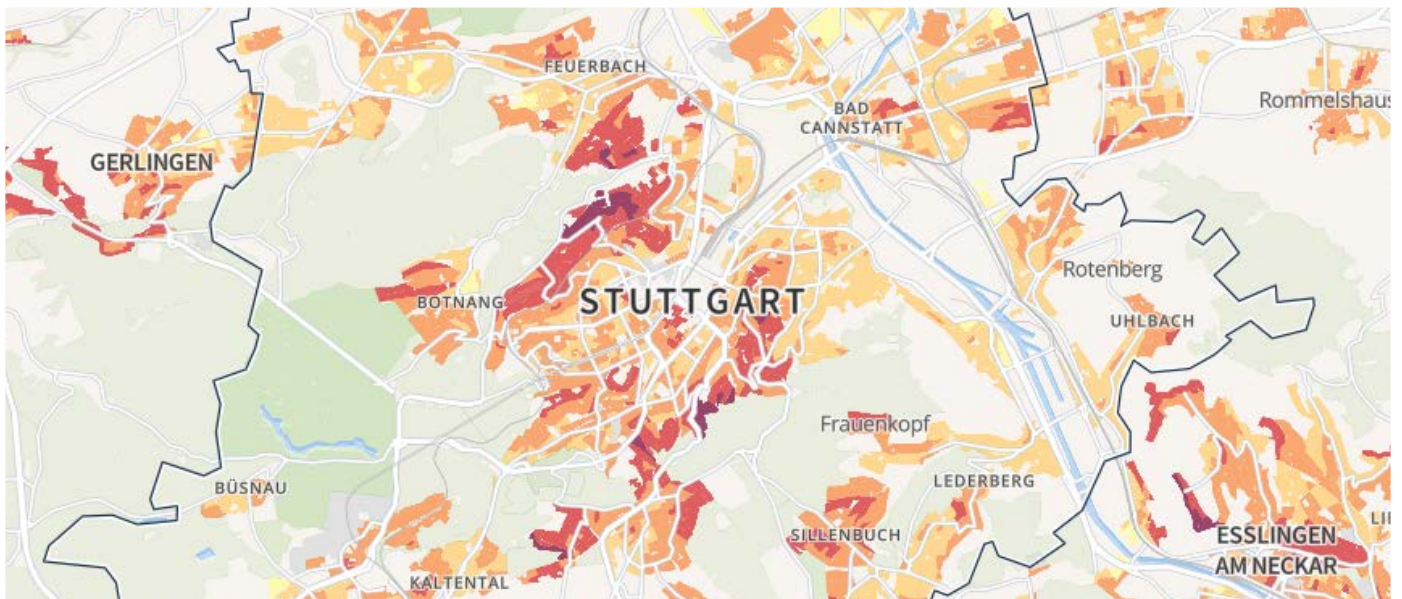 FEUERBACH
BAD
CANNSTATT
Rommelshaus
GERLINGEN
Rotenberg
BOTNANG
STUTTGART
UHLBACH
Frauenkopf
BÜSNAU
LEDERBERG
SILLENBUCH
ESSLINGEN
AM NECKAR
KALTENTAL